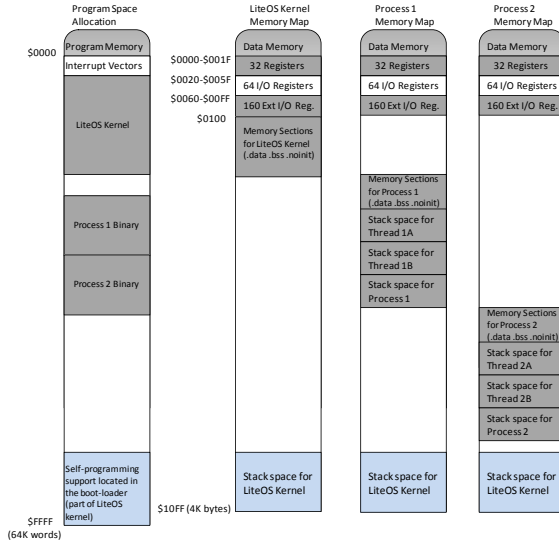 Program Space
Allocation
$0000
Program Memory
Interrupt Vectors
LiteOS Kernel
Process 1 Binary
Process 2 Binary
Self-programming
support located in
the boot-loader
(part of LiteOS
kernel)
$FFFF
(64K words)
LiteOS Kernel
Memory Map
Data Memory
$0000-$001F
32 Registers
$0020-$005F
64 I/O Registers
$0060-$00FF
160 Ext I/O Reg.
$0100
Memory Sections
for LiteOS Kernel
(.data .bss .noinit)
Stack space for
LiteOS Kernel
$10FF (4K bytes)
Process 1
Memory Map
Data Memory
32 Registers
64 I/O Registers
160 Ext I/O Reg.
Memory Sections
for Process 1
(.data .bss .noinit)
Stack space for
Thread 1A
Stack space for
Thread 1B
Stack space for
Process 1
Stack space for
LiteOS Kernel
Process 2
Memory Map
Data Memory
32 Registers
64 I/O Registers
160 Ext I/O Reg.
Memory Sections
for Process 2
(.data .bss .noinit)
Stack space for
Thread 2A
Stack space for
Thread 2B
Stack space for
Process 2
Stack space for
LiteOS Kernel